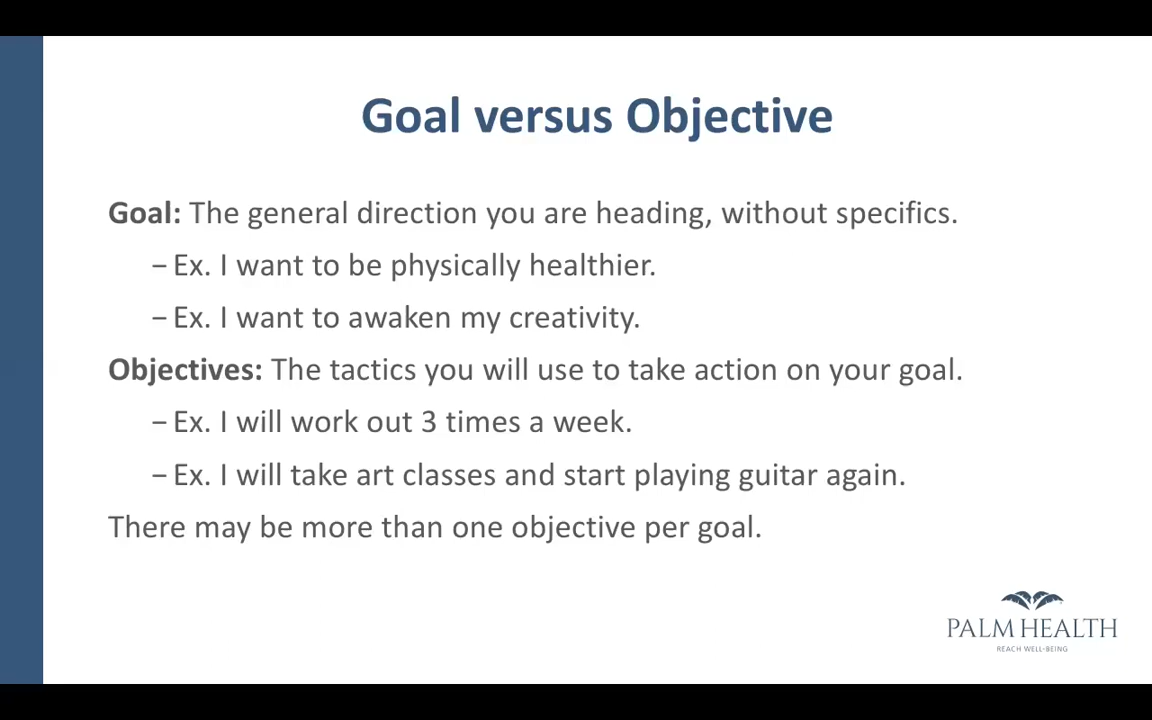 Goal versus Objective
Goal: The general direction you are heading, without specifics.
– Ex. I want to be physically healthier.
– Ex. I want to awaken my creativity.
Objectives: The tactics you will use to take action on your goal.
– Ex. I will work out 3 times a week.
– Ex. I will take art classes and start playing guitar again.
There may be more than one objective per goal.
PALM HEALTH
REACH WELL-BEING